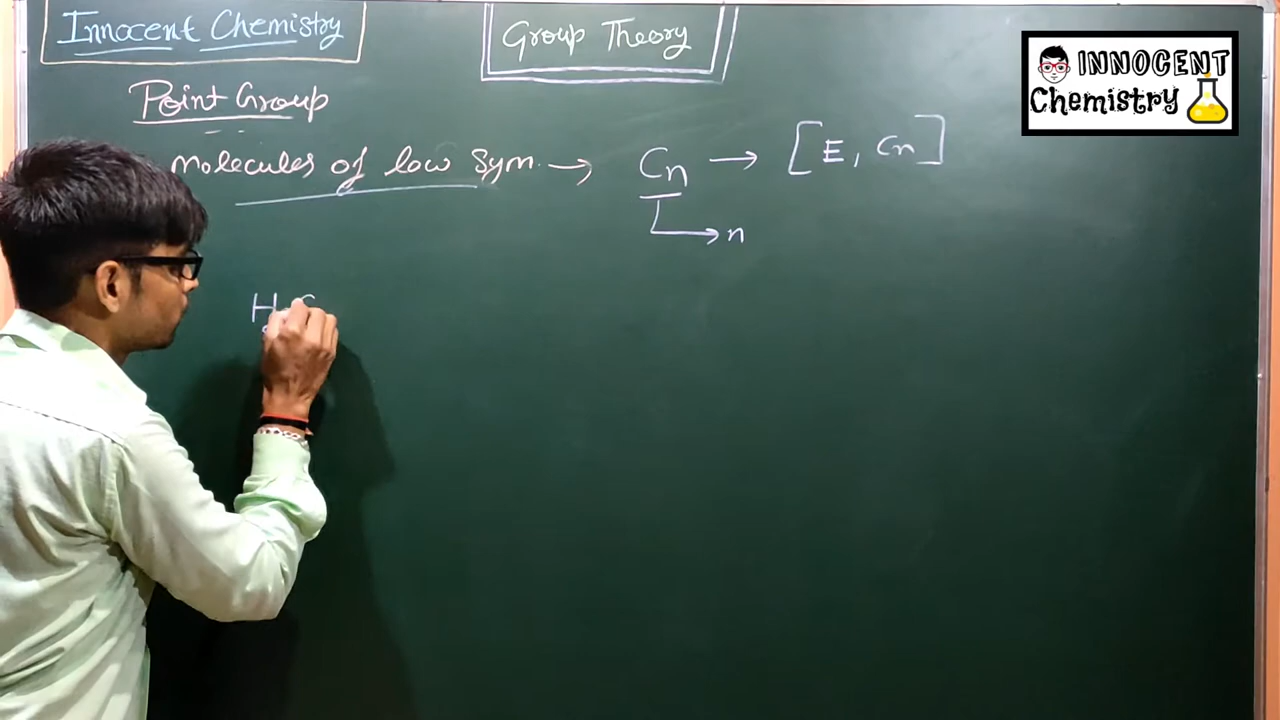 Innocent Chemistry
Group Theory
INNOCENT
Chemistry
Point Group
Molecules of low Sym. → Cn → [E, Cn]
→ n
H